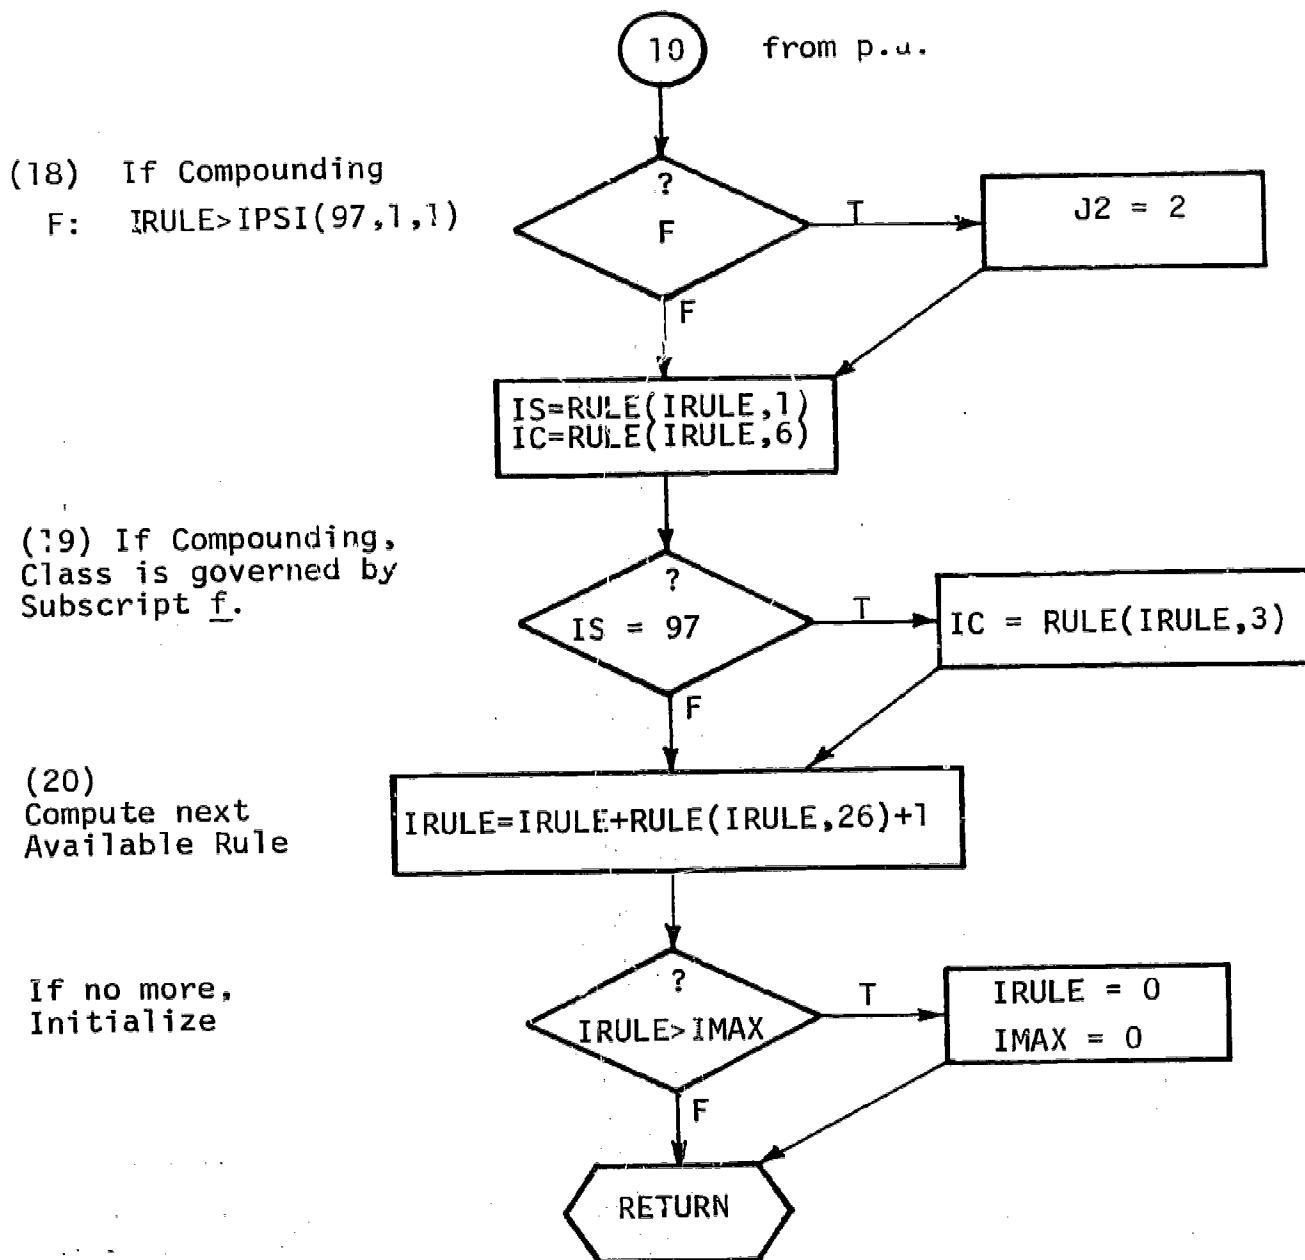 10
from p.
(18) If Compounding
F: IRULE>IPSI(97,1,1)
?
F
T
J2 = 2
F
IS=RULE(IRULE,1)
IC=RULE(IRULE,6)
(19) If Compounding,
Class is governed by
Subscript f.
?
IS = 97
T
IC = RULE(IRULE,3)
F
(20)
Compute next
Available Rule
IRULE=IRULE+RULE(IRULE,26)+1
If no more,
Initialize
?
IRULE>IMAX
T
IRULE = 0
IMAX = 0
F
RETURN